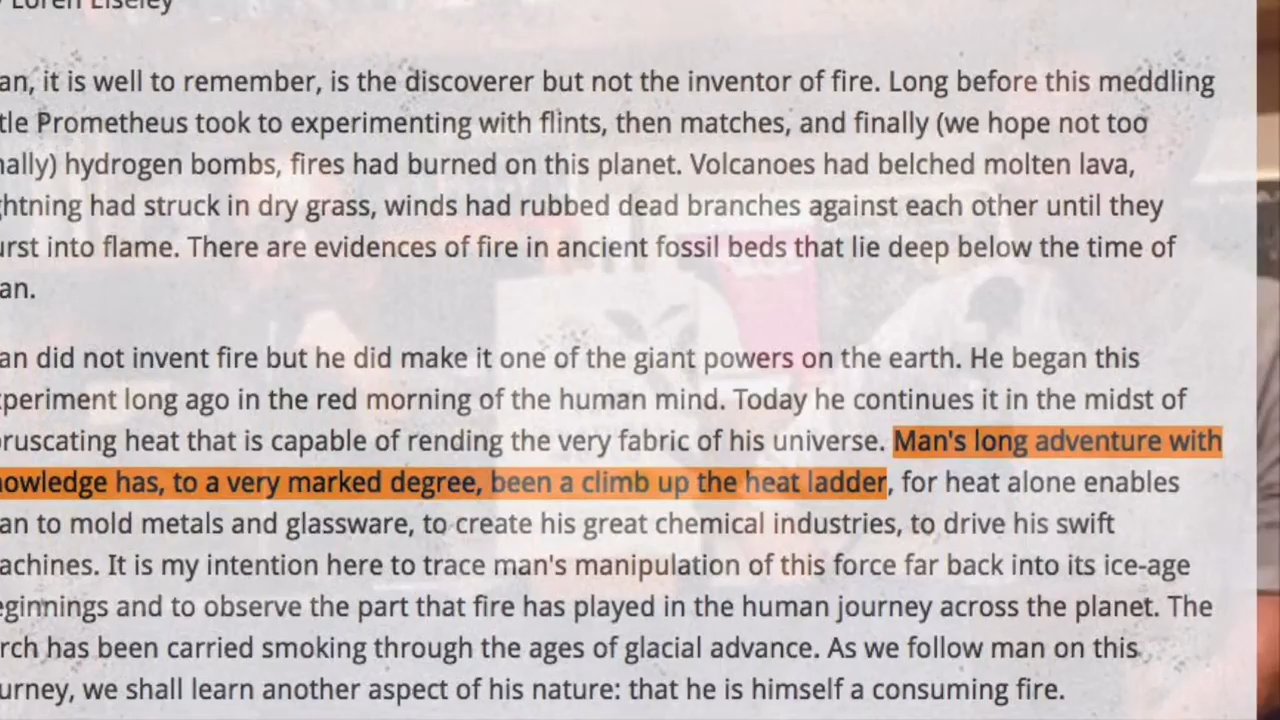 Loren Eiseley
an, it is well to remember, is the discoverer but not the inventor of fire. Long before this meddling
tle Prometheus took to experimenting with flints, then matches, and finally (we hope not too
nally) hydrogen bombs, fires had burned on this planet. Volcanoes had belched molten lava,
ghtning had struck in dry grass, winds had rubbed dead branches against each other until they
urst into flame. There are evidences of fire in ancient fossil beds that lie deep below the time of
an.
an did not invent fire but he did make it one of the giant powers on the earth. He began this
xperiment long ago in the red morning of the human mind. Today he continues it in the midst of
oruscating heat that is capable of rending the very fabric of his universe. Man's long adventure with
nowledge has, to a very marked degree, been a climb up the heat ladder, for heat alone enables
an to mold metals and glassware, to create his great chemical industries, to drive his swift
achines. It is my intention here to trace man's manipulation of this force far back into its ice-age
eginnings and to observe the part that fire has played in the human journey across the planet. The
rch has been carried smoking through the ages of glacial advance. As we follow man on this
urney, we shall learn another aspect of his nature: that he is himself a consuming fire.